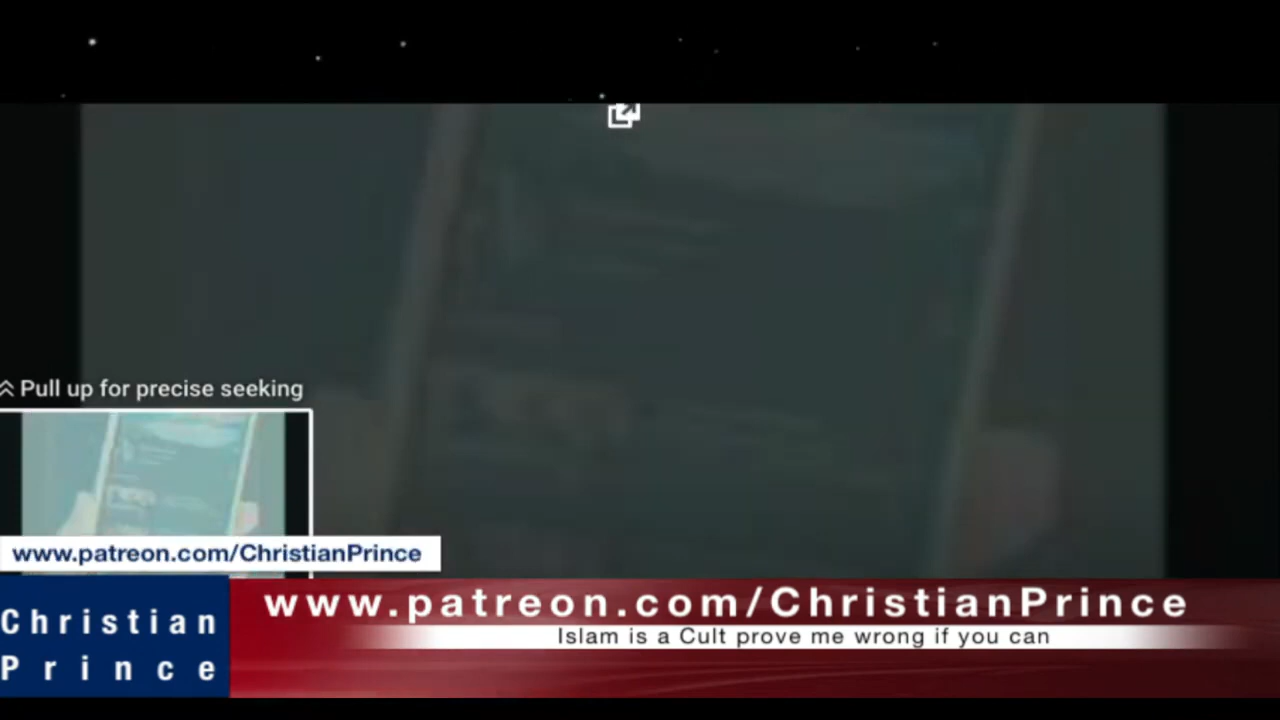 Pull up for precise seeking
www.patreon.com/ChristianPrince
Christian
Prince
www.patreon.com/ChristianPrince
Islam is a Cult prove me wrong if you can